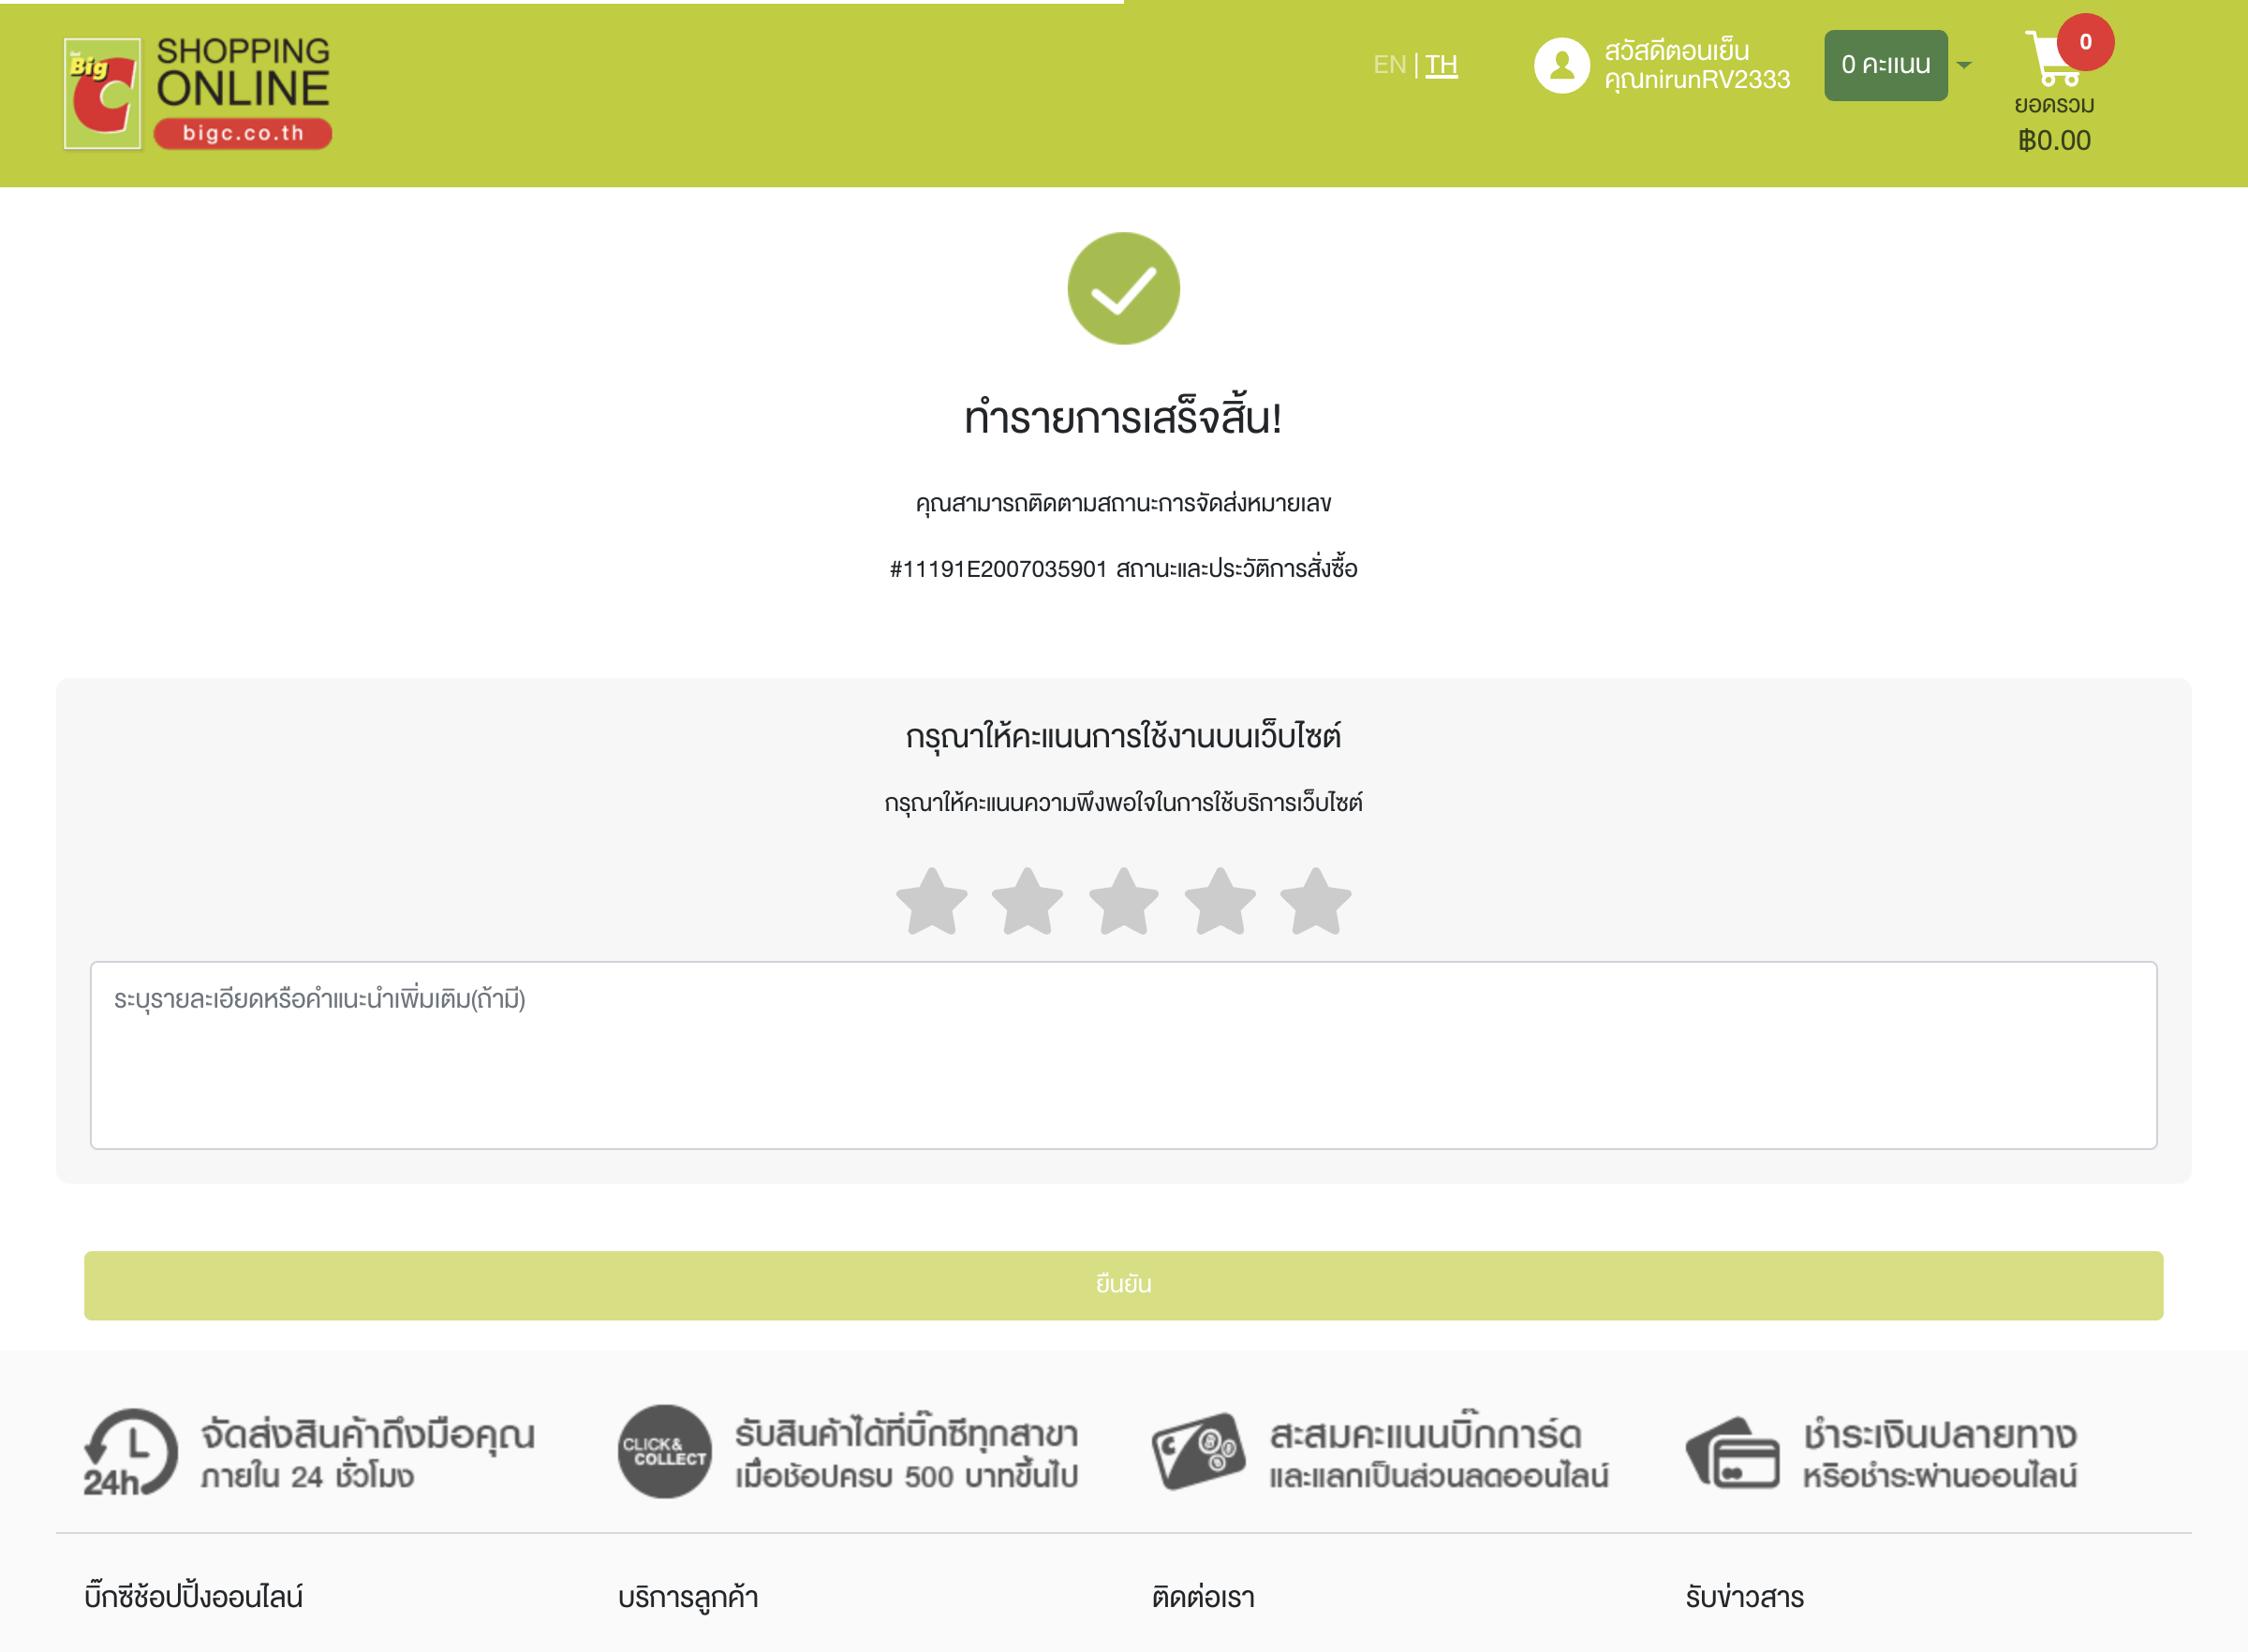 Big C
SHOPPING
ONLINE
bigc.co.th
EN | TH
สวัสดีตอนเย็น
คุณnirunRV2333
0 คะแนน
0
ยอดรวม
฿0.00
ทำรายการเสร็จสิ้น!
คุณสามารถติดตามสถานะการจัดส่งหมายเลข
#11191E2007035901 สถานะและประวัติการสั่งซื้อ
กรุณาให้คะแนนการใช้งานบนเว็บไซต์
กรุณาให้คะแนนความพึงพอใจในการใช้บริการเว็บไซต์
ระบุรายละเอียดหรือคำแนะนำเพิ่มเติม(ถ้ามี)
ยืนยัน
24h
จัดส่งสินค้าถึงมือคุณ
ภายใน 24 ชั่วโมง
CLICK&
COLLECT
รับสินค้าได้ที่บิ๊กซีทุกสาขา
เมื่อช้อปครบ 500 บาทขึ้นไป
C
สะสมคะแนนบิ๊กการ์ด
และแลกเป็นส่วนลดออนไลน์
ชำระเงินปลายทาง
หรือชำระผ่านออนไลน์
บิ๊กซีช้อปปิ้งออนไลน์
บริการลูกค้า
ติดต่อเรา
รับข่าวสาร